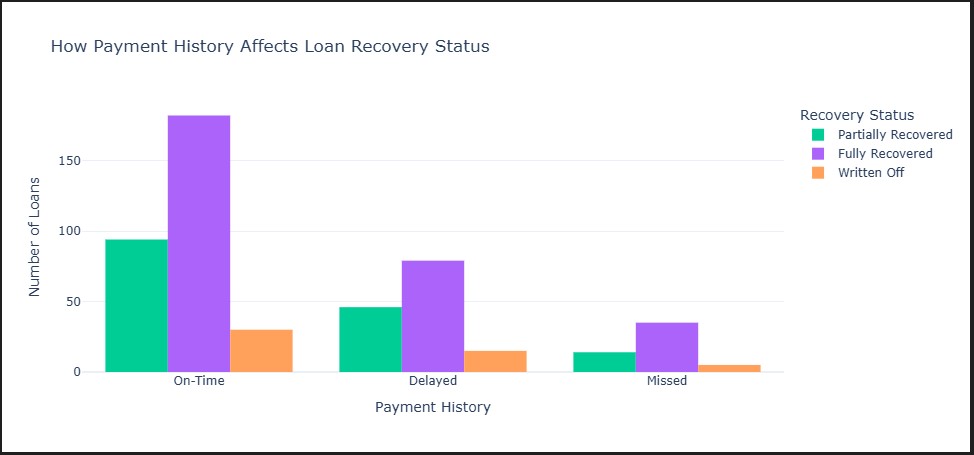 How Payment History Affects Loan Recovery Status
Recovery Status
Partially Recovered
Fully Recovered
Written Off
Number of Loans
150
100
50
0
On-Time
Delayed
Missed
Payment History